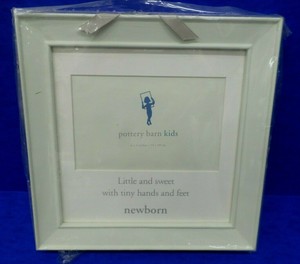 pottery barn kids
Little and sweet
with tiny hands and feet
newborn